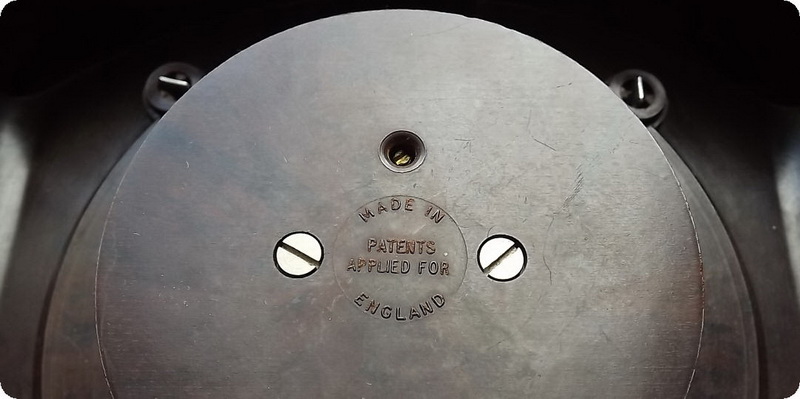 MADE IN
PATENTS
APPLIED FOR
ENGLAND